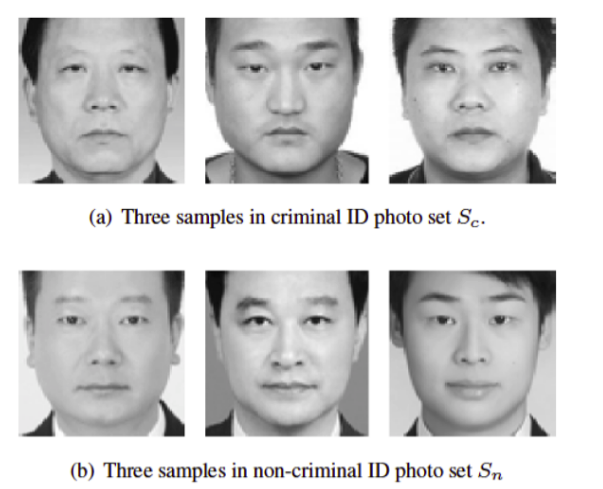 (a) Three samples in criminal ID photo set Sc.
(b) Three samples in non-criminal ID photo set Sn